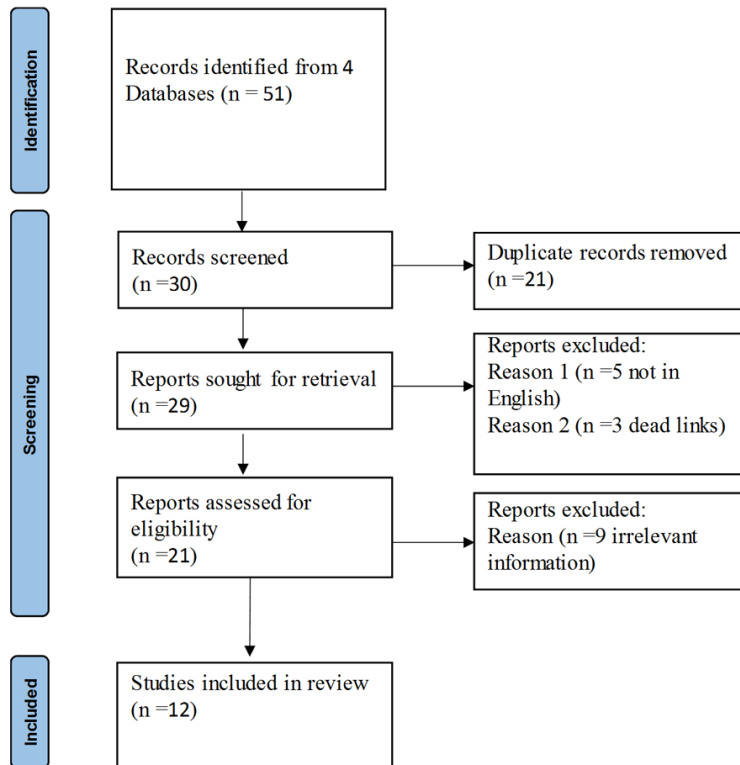 Identification
Records identified from 4
Databases (n = 51)
Screening
Records screened
(n =30)
Duplicate records removed
(n =21)
Reports sought for retrieval
(n =29)
Reports excluded:
Reason 1 (n =5 not in
English)
Reason 2 (n =3 dead links)
Reports assessed for
eligibility
(n =21)
Reports excluded:
Reason (n =9 irrelevant
information)
Included
Studies included in review
(n =12)